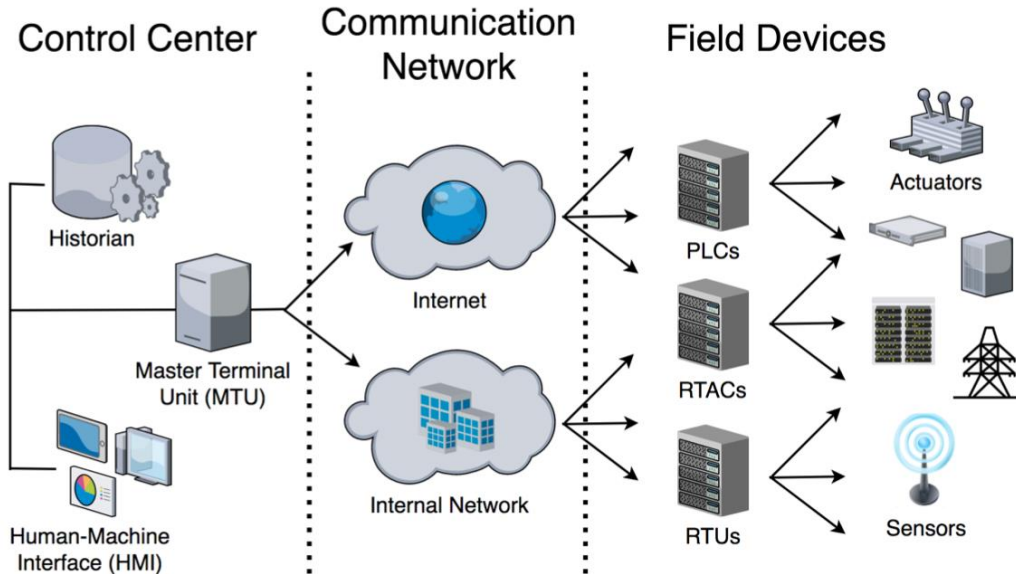 Control Center
Communication
Network
Field Devices
Historian
Master Terminal
Unit (MTU)
Human-Machine
Interface (HMI)
Internet
Internal Network
PLCs
RTACs
RTUs
Actuators
Sensors